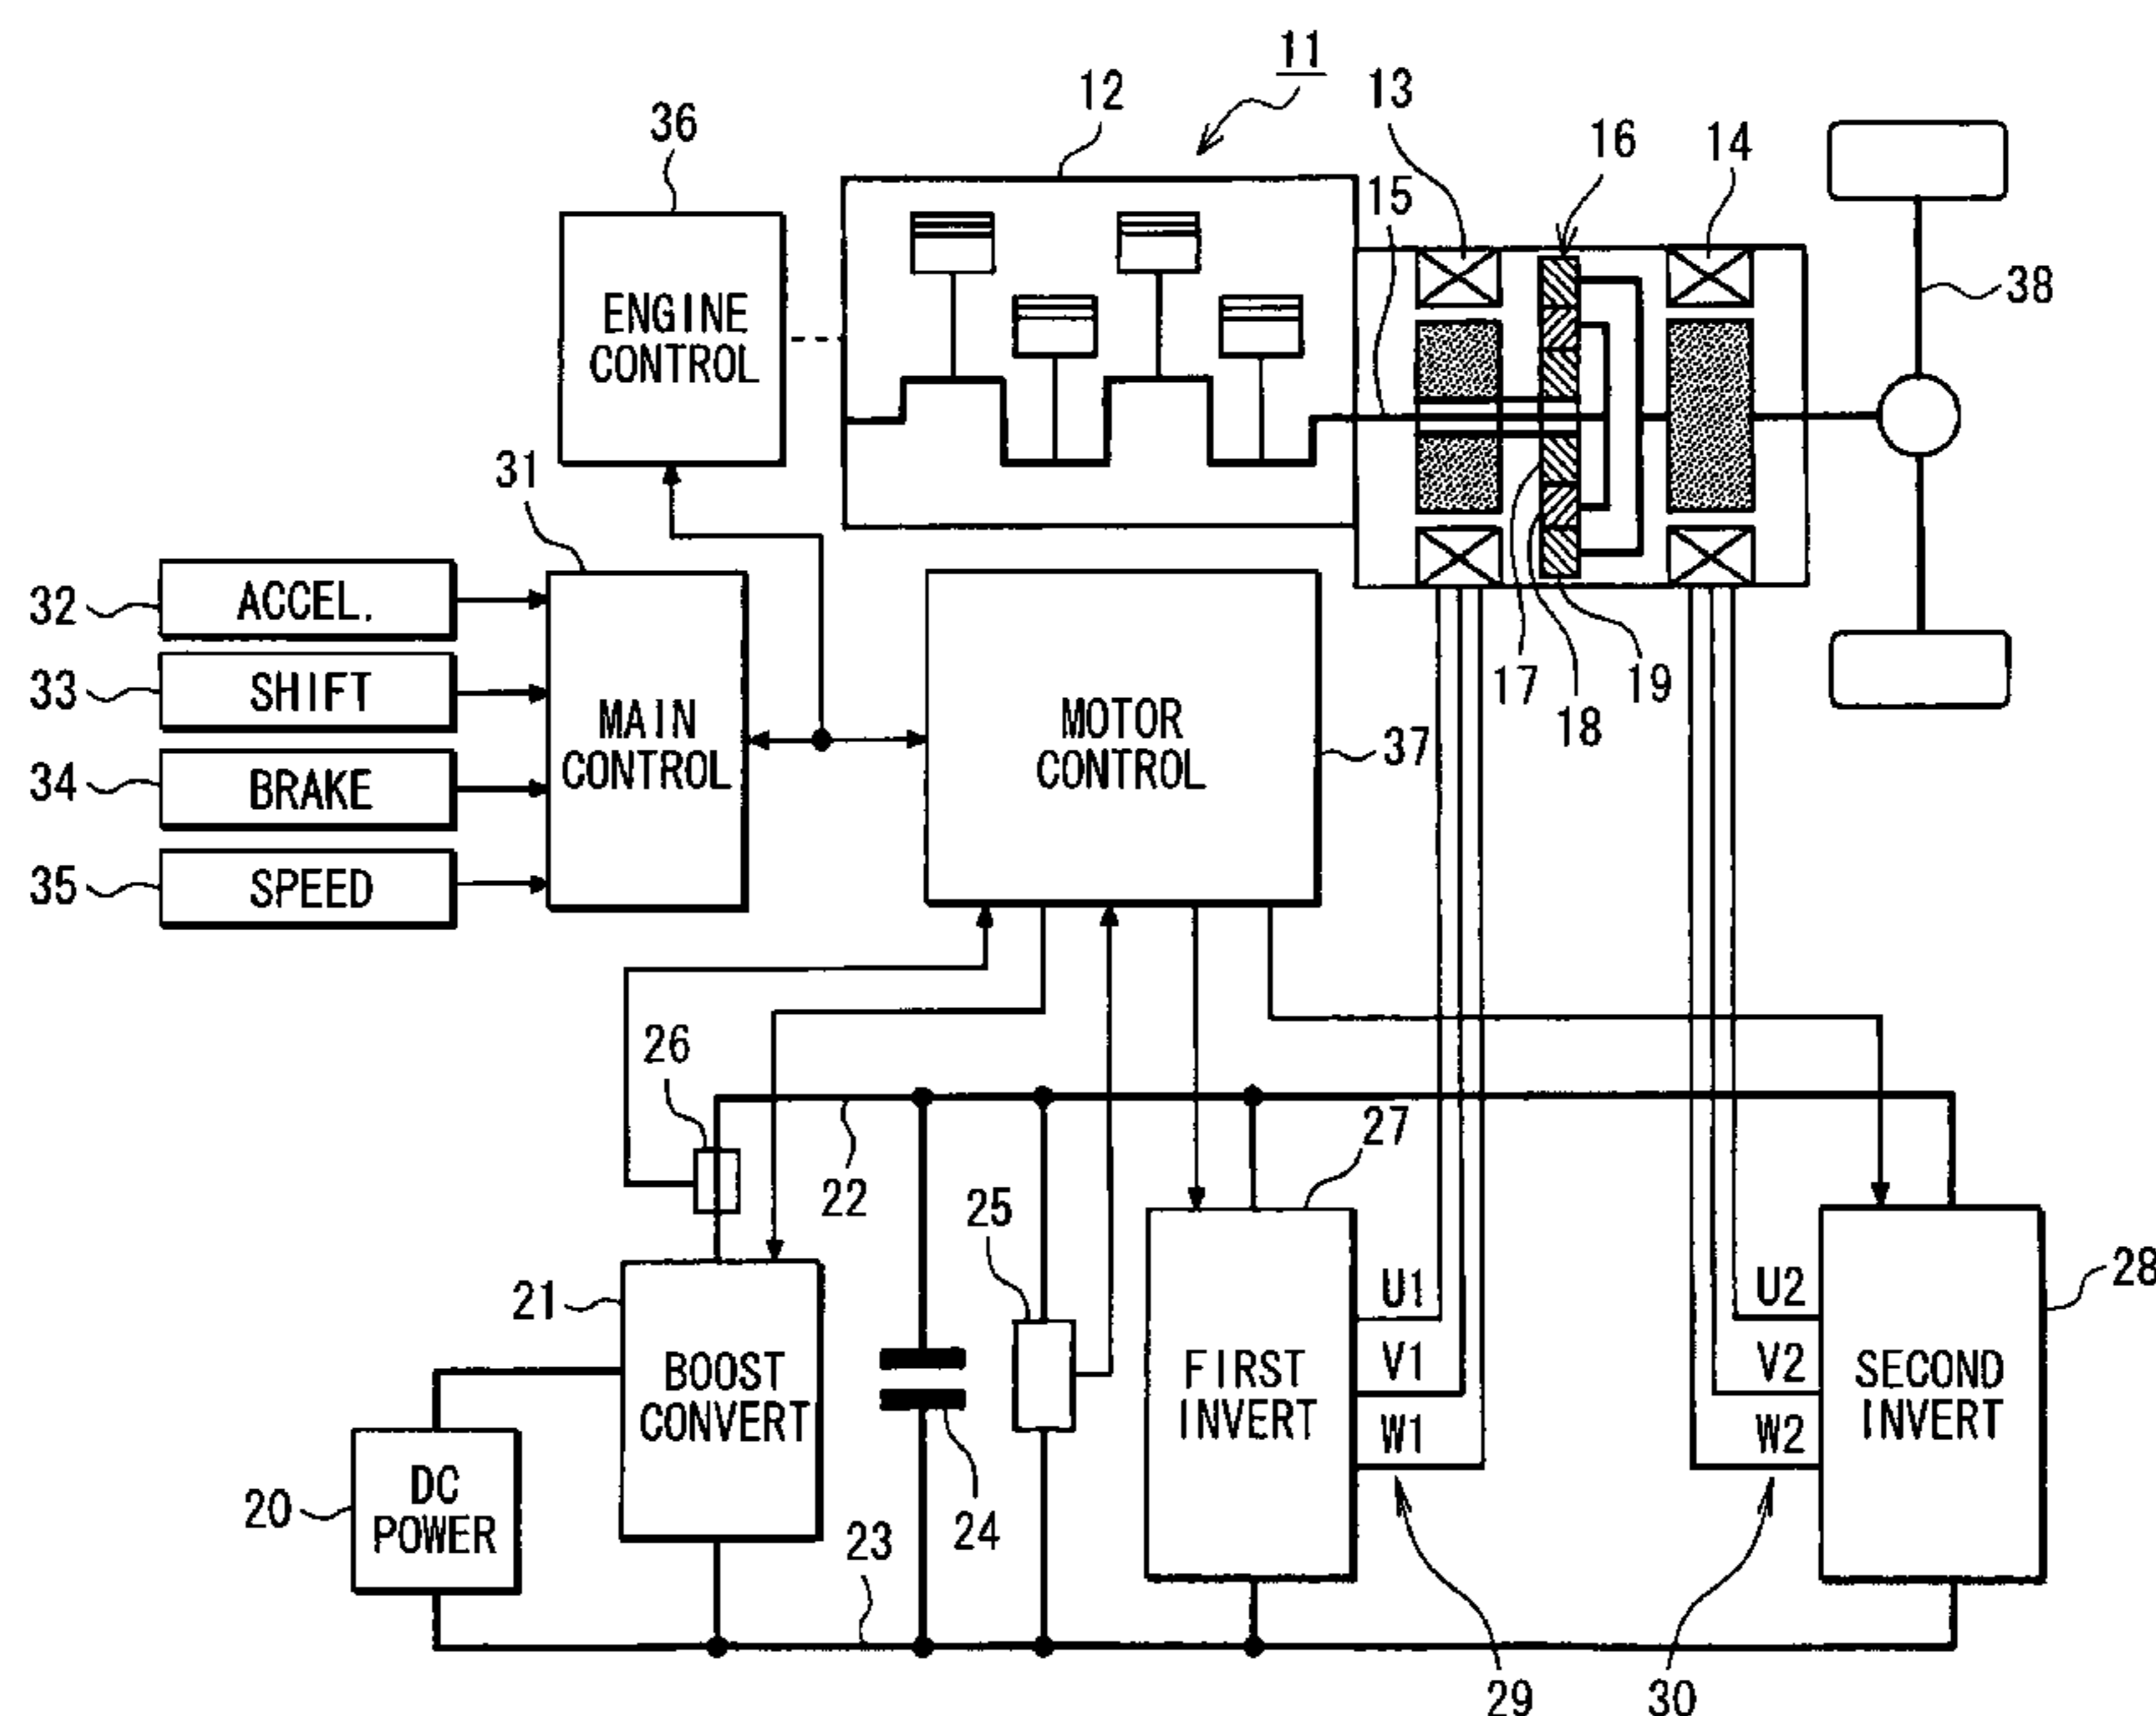 11
12
13
36
16
14
15
ENGINE
CONTROL
38
31
32
ACCEL.
33
SHIFT
34
BRAKE
35
SPEED
MAIN
CONTROL
MOTOR
CONTROL
37
17
18
19
26
22
25
27
21
BOOST
CONVERT
24
FIRST
INVERT
U1
V1
W1
U2
V2
W2
SECOND
INVERT
28
20
DC
POWER
23
29
30